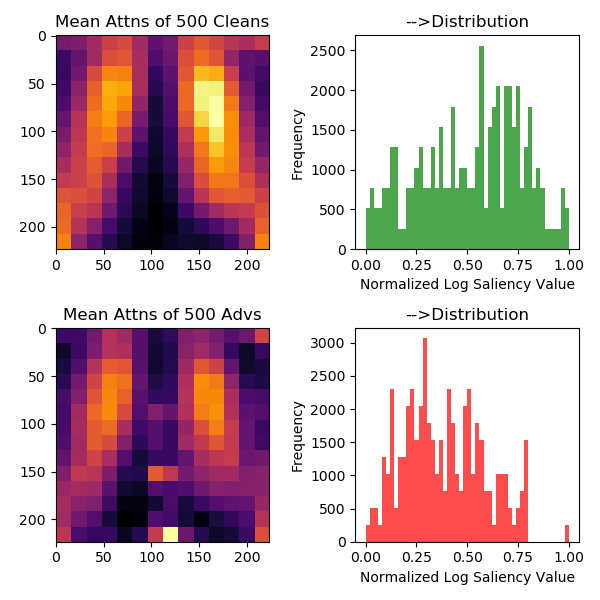 Mean Attns of 500 Cleans
0
50
100
150
200
0 50 100 150 200
-->Distribution
Frequency
2500
2000
1500
1000
500
0
0.00 0.25 0.50 0.75 1.00
Normalized Log Saliency Value
Mean Attns of 500 Advs
0
50
100
150
200
0 50 100 150 200
-->Distribution
Frequency
3000
2500
2000
1500
1000
500
0
0.00 0.25 0.50 0.75 1.00
Normalized Log Saliency Value